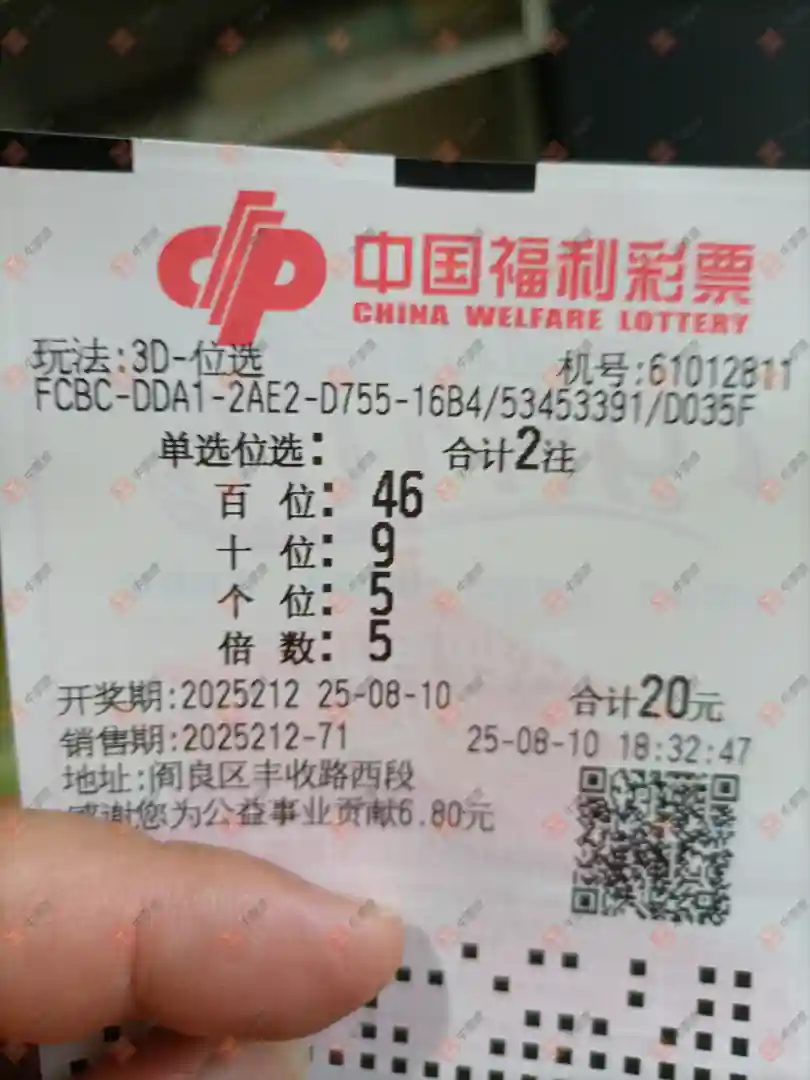 中国福利彩票
CHINA WELFARE LOTTERY
玩法:3D-位选 机号:61012811
FCBC-DDA1-2AE2-D755-16B4/53453391/D035F
单选位选: 合计2注
百 位: 46
十 位: 9
个 位: 5
倍 数: 5
开奖期:2025212 25-08-10 合计20元
销售期:2025212-71 25-08-10 18:32:47
地址:阎良区丰收路西段
感谢您为公益事业贡献6.80元